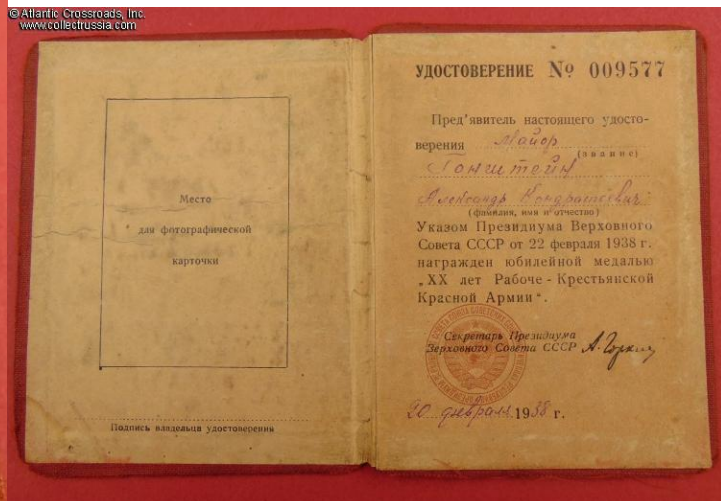 © Atlantic Crossroads, Inc.
www.collectrussia.com
Место
для фотографической
карточки
Подпись владельца удостоверения
УДОСТОВЕРЕНИЕ № 009577
Пред'явитель настоящего удосто-
верения Майор
(звание)
Гонштейн
Александр Кондратьевич
(фамилия, имя и отчество)
Указом Президиума Верховного
Совета СССР от 22 февраля 1938 г.
награжден юбилейной медалью
„XX лет Рабоче-Крестьянской
Красной Армии".
Секретарь Президиума
Верховного Совета СССР А. Горкин
20 февраля 1938 г.